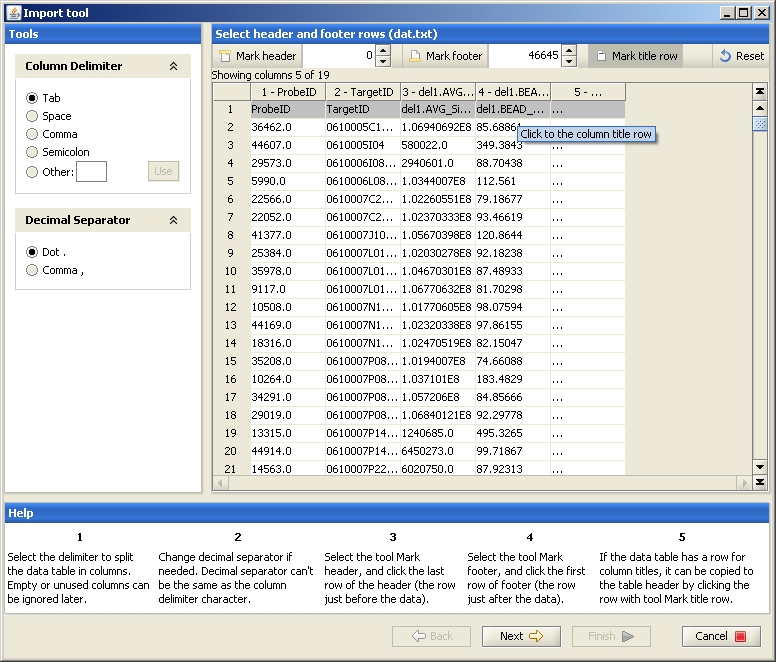 Import tool
Tools
Column Delimiter
Tab
Space
Comma
Semicolon
Other:
Use
Decimal Separator
Dot .
Comma ,
Select header and footer rows (dat.txt)
Mark header 0 Mark footer 46645 Mark title row Reset
Showing columns 5 of 19
1 - ProbeID 2 - TargetID 3 - del1.AVG... 4 - del1.BEA... 5 - ...
1 ProbeID TargetID del1.AVG_Si... del1.BEAD_... ...
2 36462.0 0610005C1... 1.06940692E8 85.68861
Click to the column title row
3 44607.0 0610005I04 580022.0 349.3843 ...
4 29573.0 0610006I08... 2940601.0 88.70438 ...
5 5990.0 0610006L08... 1.0344007E8 112.561 ...
6 22566.0 0610007C2... 1.02260551E8 79.18677 ...
7 22052.0 0610007C2... 1.02370333E8 93.46619 ...
8 41377.0 0610007J10... 1.05670398E8 120.8644 ...
9 25384.0 0610007L01... 1.02030278E8 92.18238 ...
10 35978.0 0610007L01... 1.04670301E8 87.48933 ...
11 9117.0 0610007L01... 1.06770632E8 81.70298 ...
12 10508.0 0610007N1... 1.01770605E8 98.07594 ...
13 44169.0 0610007N1... 1.02320338E8 97.86155 ...
14 18316.0 0610007N1... 1.02470519E8 82.15047 ...
15 35208.0 0610007P08... 1.0194007E8 74.66088 ...
16 10264.0 0610007P08... 1.037101E8 183.4829 ...
17 34291.0 0610007P08... 1.057206E8 84.85666 ...
18 29019.0 0610007P08... 1.06840121E8 92.29778 ...
19 13315.0 0610007P14... 1240685.0 495.3265 ...
20 44914.0 0610007P14... 6450273.0 99.71867 ...
21 14563.0 0610007P22... 6020750.0 87.92313 ...
Help
1
Select the delimiter to split
the data table in columns.
Empty or unused columns can
be ignored later.
2
Change decimal separator if
needed. Decimal separator can't
be the same as the column
delimiter character.
3
Select the tool Mark
header, and click the last
row of the header (the row
just before the data).
4
Select the tool Mark
footer, and click the first
row of footer (the row
just after the data).
5
If the data table has a row for
column titles, it can be copied to
the table header by clicking the
row with tool Mark title row.
Back Next Finish Cancel